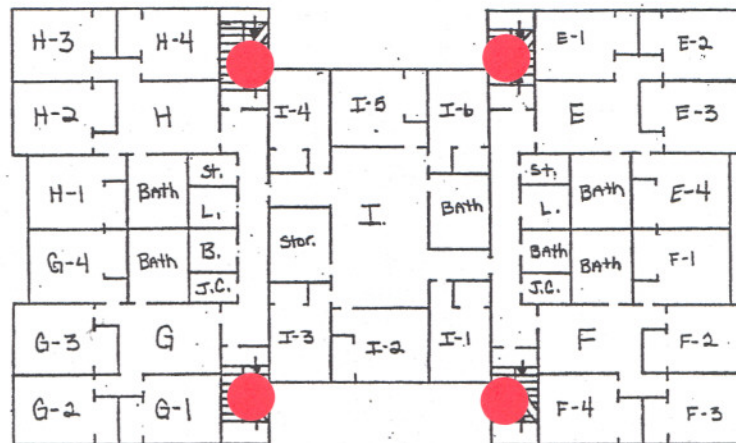 H-3
H-4
E-1
E-2
H-2
H
I-4
I-5
I-6
E
E-3
H-1
Bath
St.
L.
I.
Bath
St.
L.
Bath
E-4
G-4
Bath
B.
J.C.
Stor.
Bath
J.C.
Bath
F-1
G-3
G
I-3
I-2
I-1
F
F-2
G-2
G-1
F-4
F-3